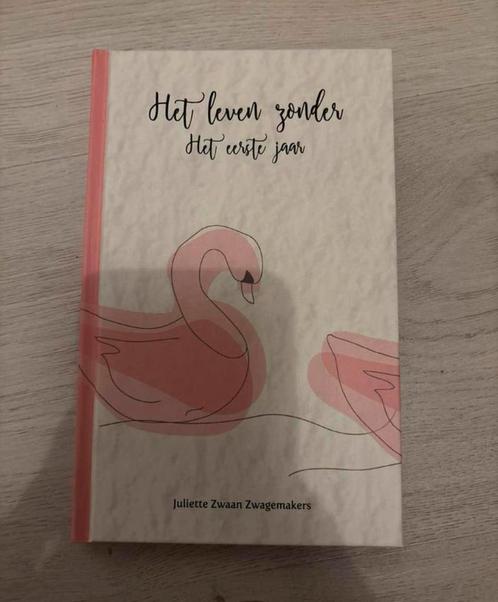 Het leven zonder
Het eerste jaar
Juliette Zwaan Zwagemakers